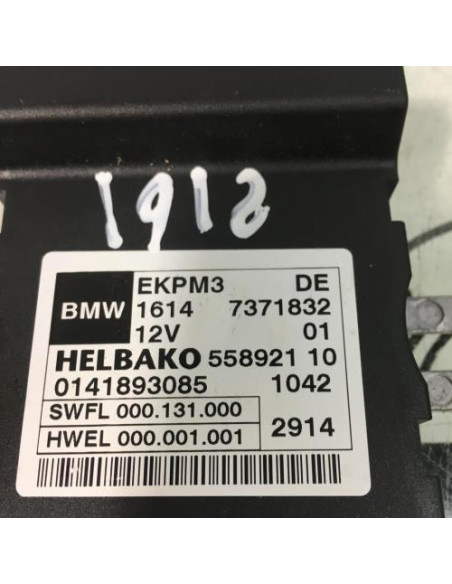 1918
EKPM3 DE
BMW 1614 7371832
12V 01
HELBAKO 558921 10
0141893085 1042
SWFL 000.131.000
HWEL 000.001.001 2914